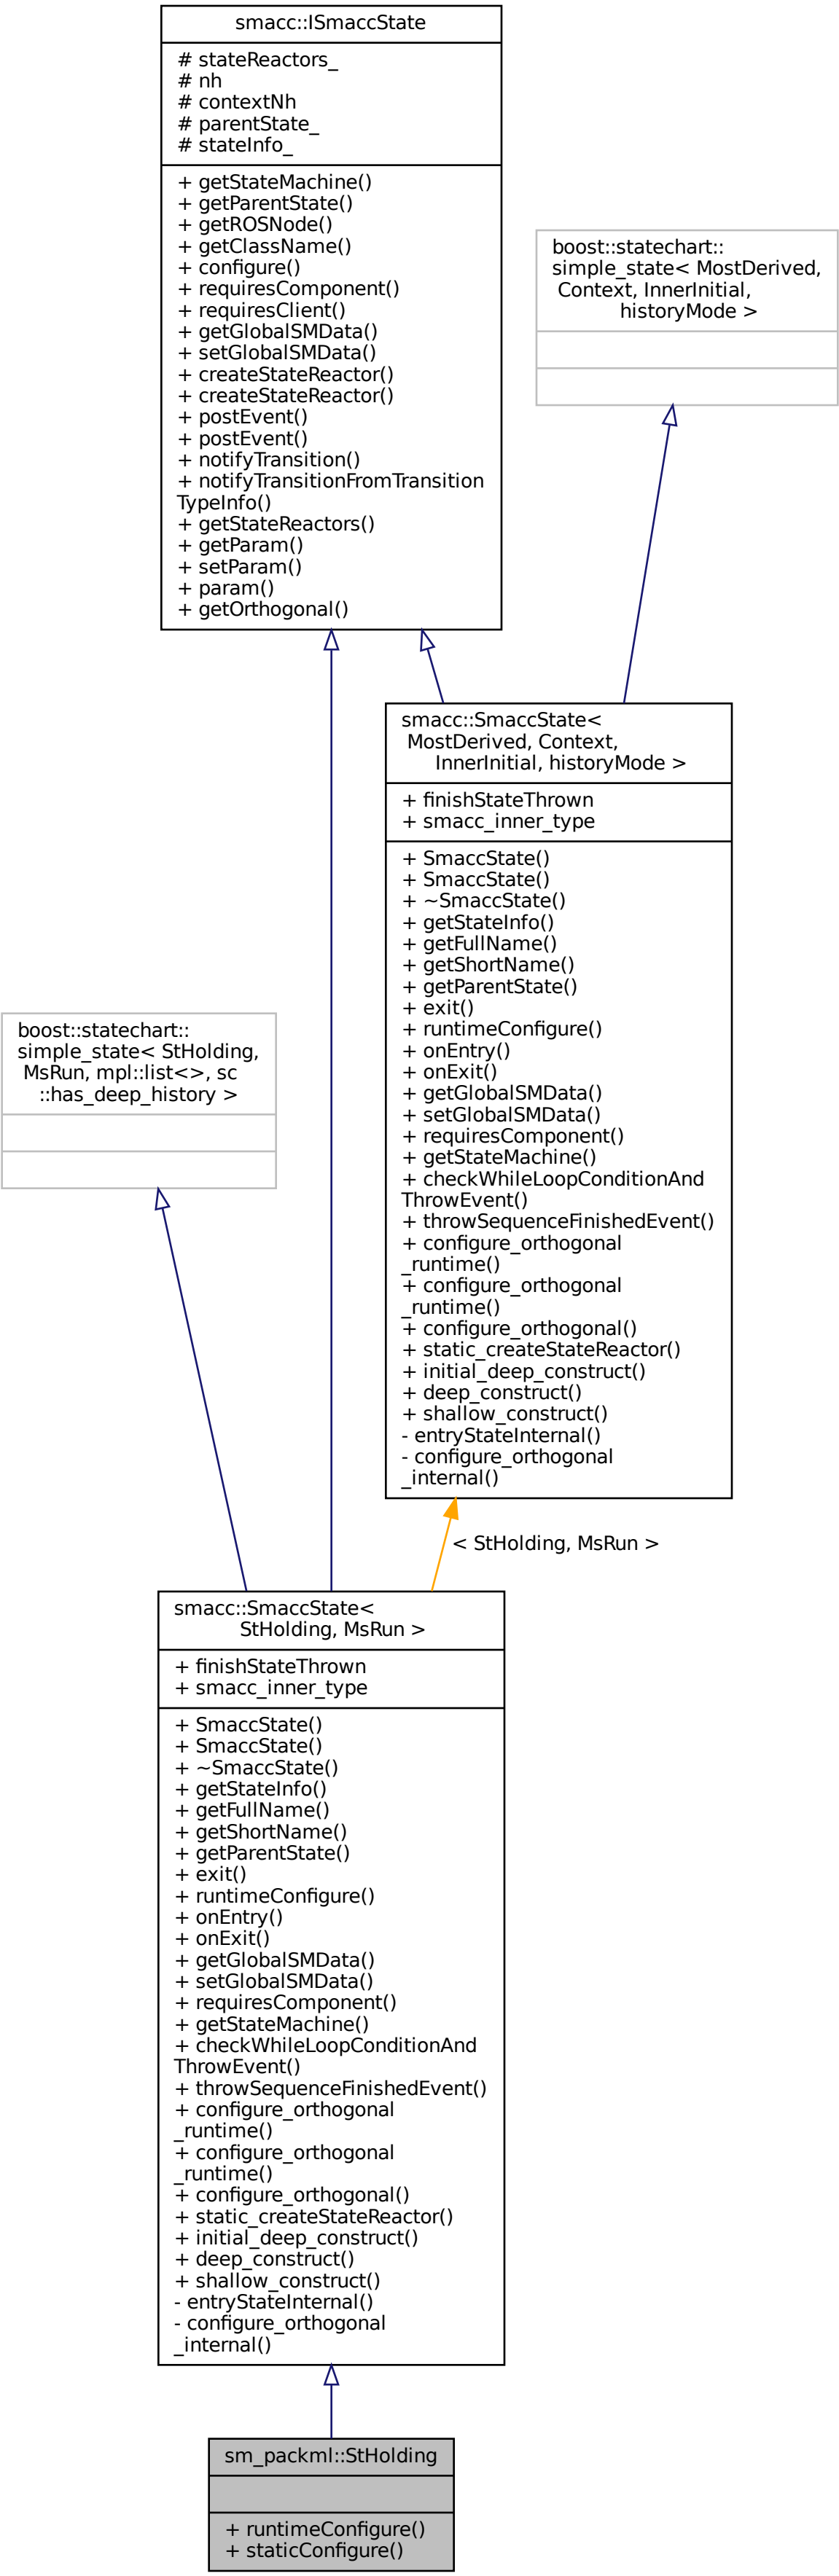 smacc::ISmaccState
# stateReactors_
# nh
# contextNh
# parentState_
# stateInfo_
+ getStateMachine()
+ getParentState()
+ getROSNode()
+ getClassName()
+ configure()
+ requiresComponent()
+ requiresClient()
+ getGlobalSMData()
+ setGlobalSMData()
+ createStateReactor()
+ createStateReactor()
+ postEvent()
+ postEvent()
+ notifyTransition()
+ notifyTransitionFromTransition
TypeInfo()
+ getStateReactors()
+ getParam()
+ setParam()
+ param()
+ getOrthogonal()
boost::statechart::
simple_state< MostDerived,
Context, InnerInitial,
historyMode >
smacc::SmaccState<
MostDerived, Context,
InnerInitial, historyMode >
+ finishStateThrown
+ smacc_inner_type
+ SmaccState()
+ SmaccState()
+ ~SmaccState()
+ getStateInfo()
+ getFullName()
+ getShortName()
+ getParentState()
+ exit()
+ runtimeConfigure()
+ onEntry()
+ onExit()
+ getGlobalSMData()
+ setGlobalSMData()
+ requiresComponent()
+ getStateMachine()
+ checkWhileLoopConditionAnd
ThrowEvent()
+ throwSequenceFinishedEvent()
+ configure_orthogonal
_runtime()
+ configure_orthogonal
_runtime()
+ configure_orthogonal()
+ static_createStateReactor()
+ initial_deep_construct()
+ deep_construct()
+ shallow_construct()
- entryStateInternal()
- configure_orthogonal
_internal()
boost::statechart::
simple_state< StHolding,
MsRun, mpl::list<>, sc
::has_deep_history >
< StHolding, MsRun >
smacc::SmaccState<
StHolding, MsRun >
+ finishStateThrown
+ smacc_inner_type
+ SmaccState()
+ SmaccState()
+ ~SmaccState()
+ getStateInfo()
+ getFullName()
+ getShortName()
+ getParentState()
+ exit()
+ runtimeConfigure()
+ onEntry()
+ onExit()
+ getGlobalSMData()
+ setGlobalSMData()
+ requiresComponent()
+ getStateMachine()
+ checkWhileLoopConditionAnd
ThrowEvent()
+ throwSequenceFinishedEvent()
+ configure_orthogonal
_runtime()
+ configure_orthogonal
_runtime()
+ configure_orthogonal()
+ static_createStateReactor()
+ initial_deep_construct()
+ deep_construct()
+ shallow_construct()
- entryStateInternal()
- configure_orthogonal
_internal()
sm_packml::StHolding
+ runtimeConfigure()
+ staticConfigure()